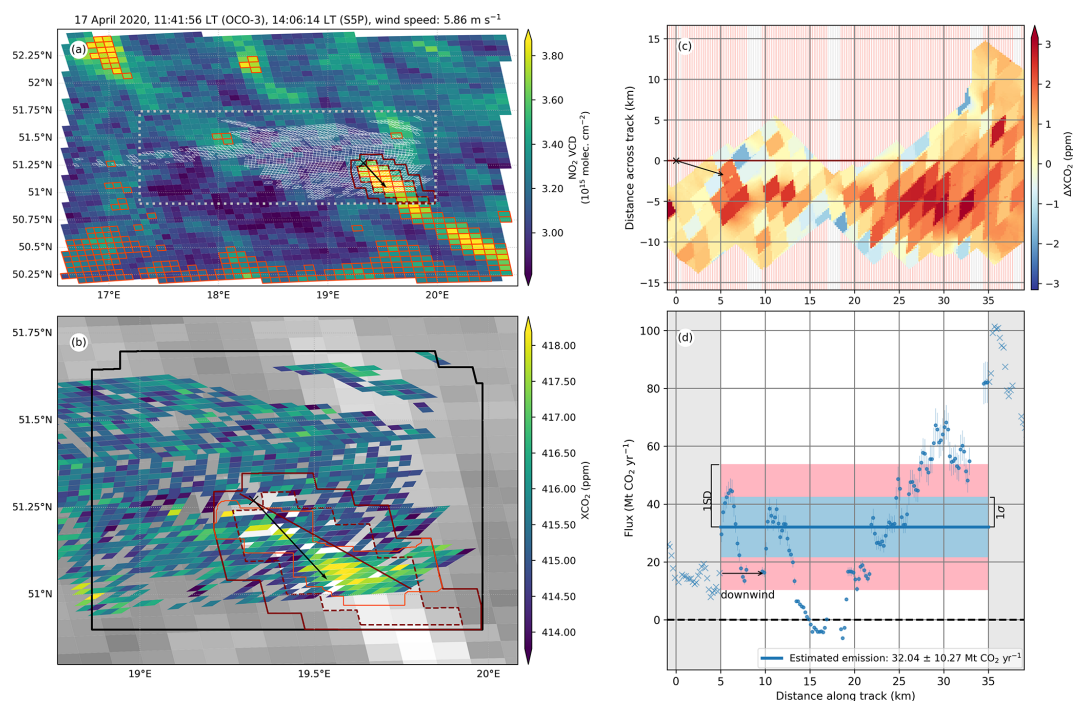 17 April 2020, 11:41:56 LT (OCO-3), 14:06:14 LT (S5P), wind speed: 5.86 m s⁻¹
(a)
52.25°N
52°N
51.75°N
51.5°N
51.25°N
51°N
50.75°N
50.5°N
50.25°N
17°E
18°E
19°E
20°E
3.80
3.60
3.40
3.20
3.00
NO₂ VCD
(10¹⁵ molec. cm⁻²)
(b)
51.75°N
51.5°N
51.25°N
51°N
19°E
19.5°E
20°E
418.00
417.50
417.00
416.50
416.00
415.50
415.00
414.50
414.00
XCO₂ (ppm)
(c)
15
10
5
0
−5
−10
−15
Distance across track (km)
0
5
10
15
20
25
30
35
3
2
1
0
−1
−2
−3
ΔXCO₂ (ppm)
(d)
100
80
60
40
20
0
Flux (Mt CO₂ yr⁻¹)
1SD
1σ
downwind
Estimated emission: 32.04 ± 10.27 Mt CO₂ yr⁻¹
0
5
10
15
20
25
30
35
Distance along track (km)